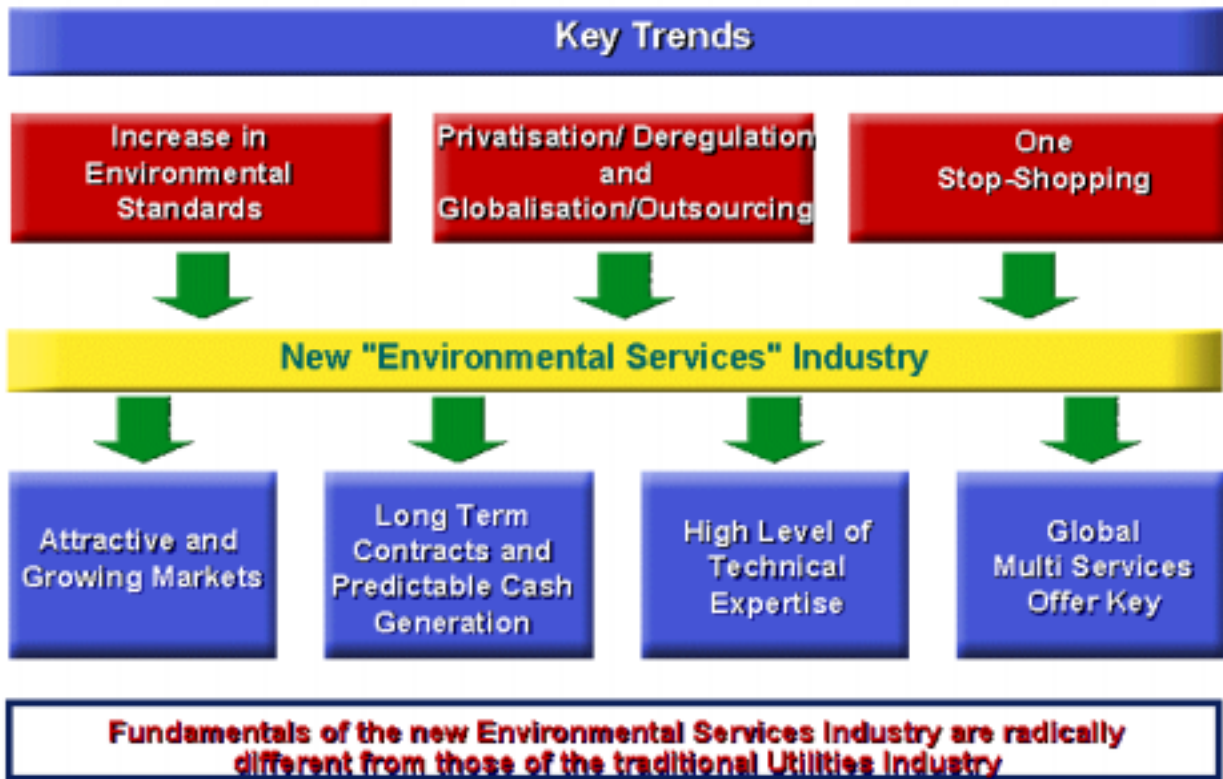 Key Trends
Increase in
Environmental
Standards
Privatisation/ Deregulation
and
Globalisation/Outsourcing
One
Stop-Shopping
New "Environmental Services" Industry
Attractive and
Growing Markets
Long Term
Contracts and
Predictable Cash
Generation
High Level of
Technical
Expertise
Global
Multi Services
Offer Key
Fundamentals of the new Environmental Services Industry are radically
different from those of the traditional Utilities Industry